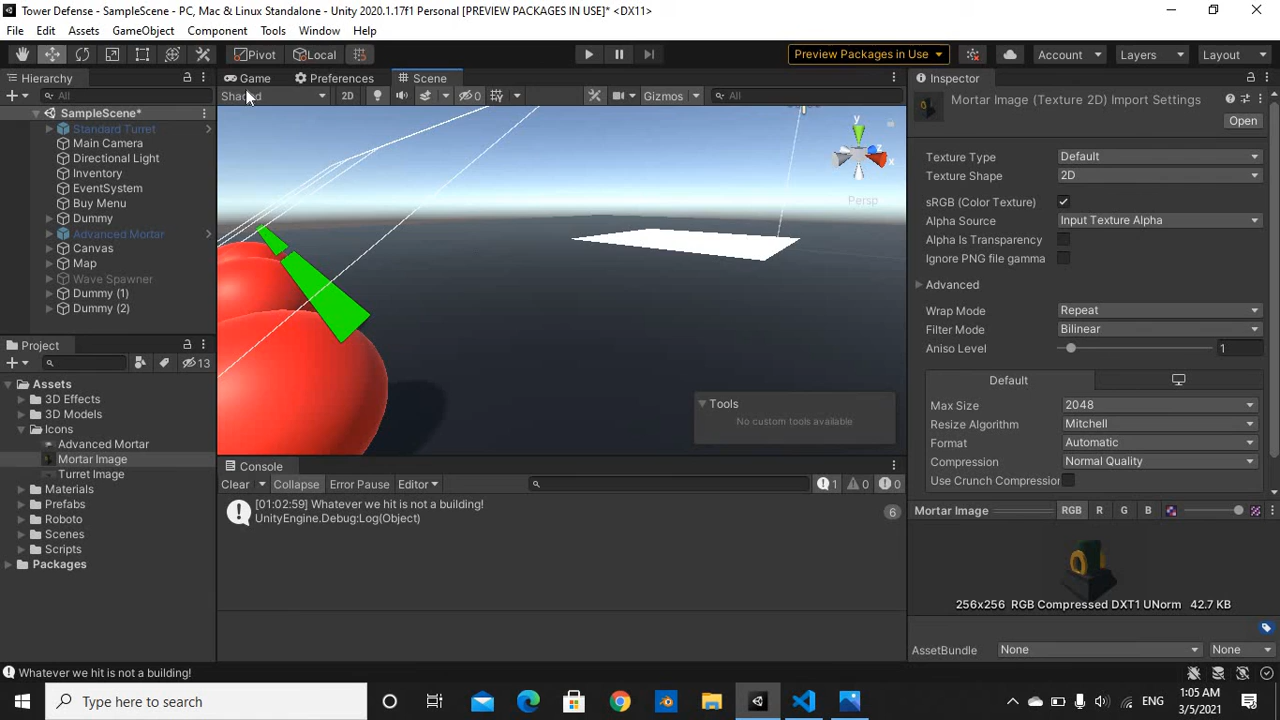 Tower Defense - SampleScene - PC, Mac & Linux Standalone - Unity 2020.1.17f1 Personal [PREVIEW PACKAGES IN USE]* <DX11>
File Edit Assets GameObject Component Tools Window Help
Pivot Local Preview Packages in Use Account Layers Layout
Hierarchy Game Preferences Scene Inspector
All Shaded 2D 0 Gizmos All
SampleScene*
Standard Turret
Main Camera
Directional Light
Inventory
EventSystem
Buy Menu
Dummy
Advanced Mortar
Canvas
Map
Wave Spawner
Dummy (1)
Dummy (2)
y
z
x
Persp
Tools
No custom tools available
Project
13
Assets
3D Effects
3D Models
Icons
Advanced Mortar
Mortar Image
Turret Image
Materials
Prefabs
Roboto
Scenes
Scripts
Packages
Console
Clear Collapse Error Pause Editor 1 0 0
[01:02:59] Whatever we hit is not a building!
UnityEngine.Debug:Log(Object)
6
Mortar Image (Texture 2D) Import Settings
Open
Texture Type Default
Texture Shape 2D
sRGB (Color Texture)
Alpha Source Input Texture Alpha
Alpha Is Transparency
Ignore PNG file gamma
Advanced
Wrap Mode Repeat
Filter Mode Bilinear
Aniso Level 1
Default
Max Size 2048
Resize Algorithm Mitchell
Format Automatic
Compression Normal Quality
Use Crunch Compression
Mortar Image RGB R G B
256x256 RGB Compressed DXT1 UNorm 42.7 KB
AssetBundle None None
Whatever we hit is not a building!
Type here to search
ENG
1:05 AM
3/5/2021